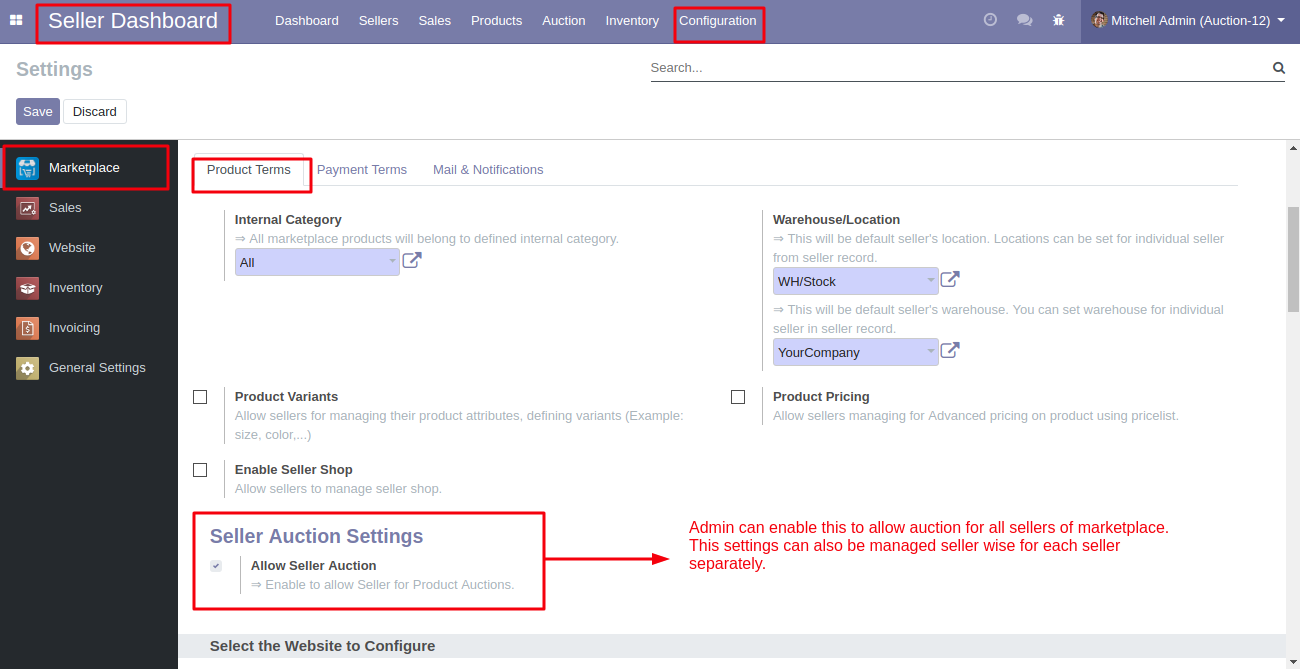 Seller Dashboard
Dashboard Sellers Sales Products Auction Inventory Configuration
Mitchell Admin (Auction-12)
Settings
Search...
Save Discard
Marketplace
Sales
Website
Inventory
Invoicing
General Settings
Product Terms Payment Terms Mail & Notifications
Internal Category
⇒ All marketplace products will belong to defined internal category.
All
Warehouse/Location
⇒ This will be default seller's location. Locations can be set for individual seller
from seller record.
WH/Stock
⇒ This will be default seller's warehouse. You can set warehouse for individual
seller in seller record.
YourCompany
Product Variants
Allow sellers for managing their product attributes, defining variants (Example:
size, color,...)
Product Pricing
Allow sellers managing for Advanced pricing on product using pricelist.
Enable Seller Shop
Allow sellers to manage seller shop.
Seller Auction Settings
Allow Seller Auction
⇒ Enable to allow Seller for Product Auctions.
Admin can enable this to allow auction for all sellers of marketplace.
This settings can also be managed seller wise for each seller
separately.
Select the Website to Configure